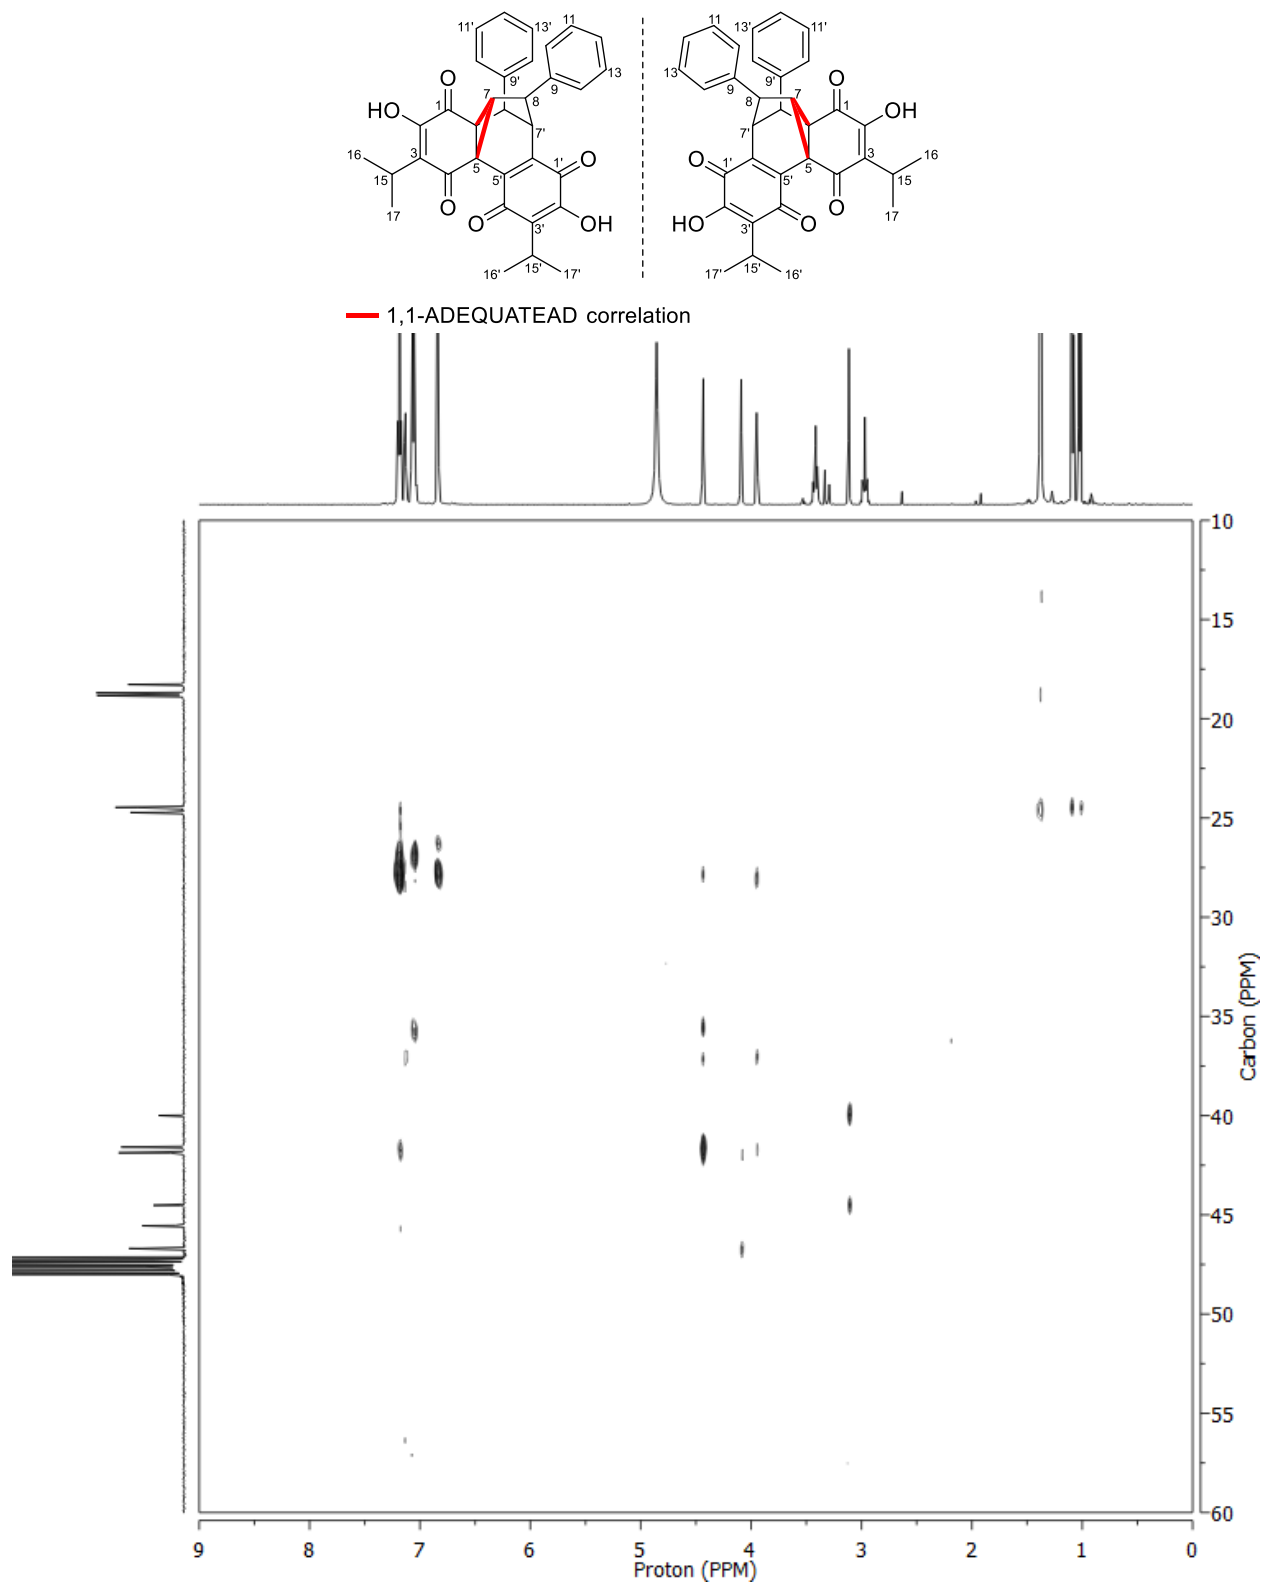 11' 13' 11 11 13' 11'
13 13
9' 9'
O 7 9 9 7 O
HO 1 8 8 1 OH
7' 7'
16 3 5 1' O O 1' 5 3 16
15 5' 5' 15
17 O O O O 17
3' OH HO 3'
16' 15' 17' 17' 15' 16'
1,1-ADEQUATEAD correlation
10
15
20
25
30
35
40
45
50
55
60
Carbon (PPM)
9 8 7 6 5 4 3 2 1 0
Proton (PPM)